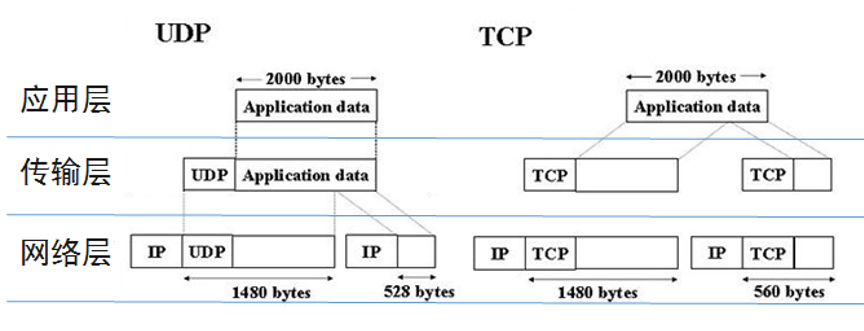 UDP
TCP
应用层
2000 bytes
Application data
2000 bytes
Application data
传输层
UDP
Application data
TCP
TCP
网络层
IP
UDP
IP
IP
TCP
IP
TCP
1480 bytes
528 bytes
1480 bytes
560 bytes